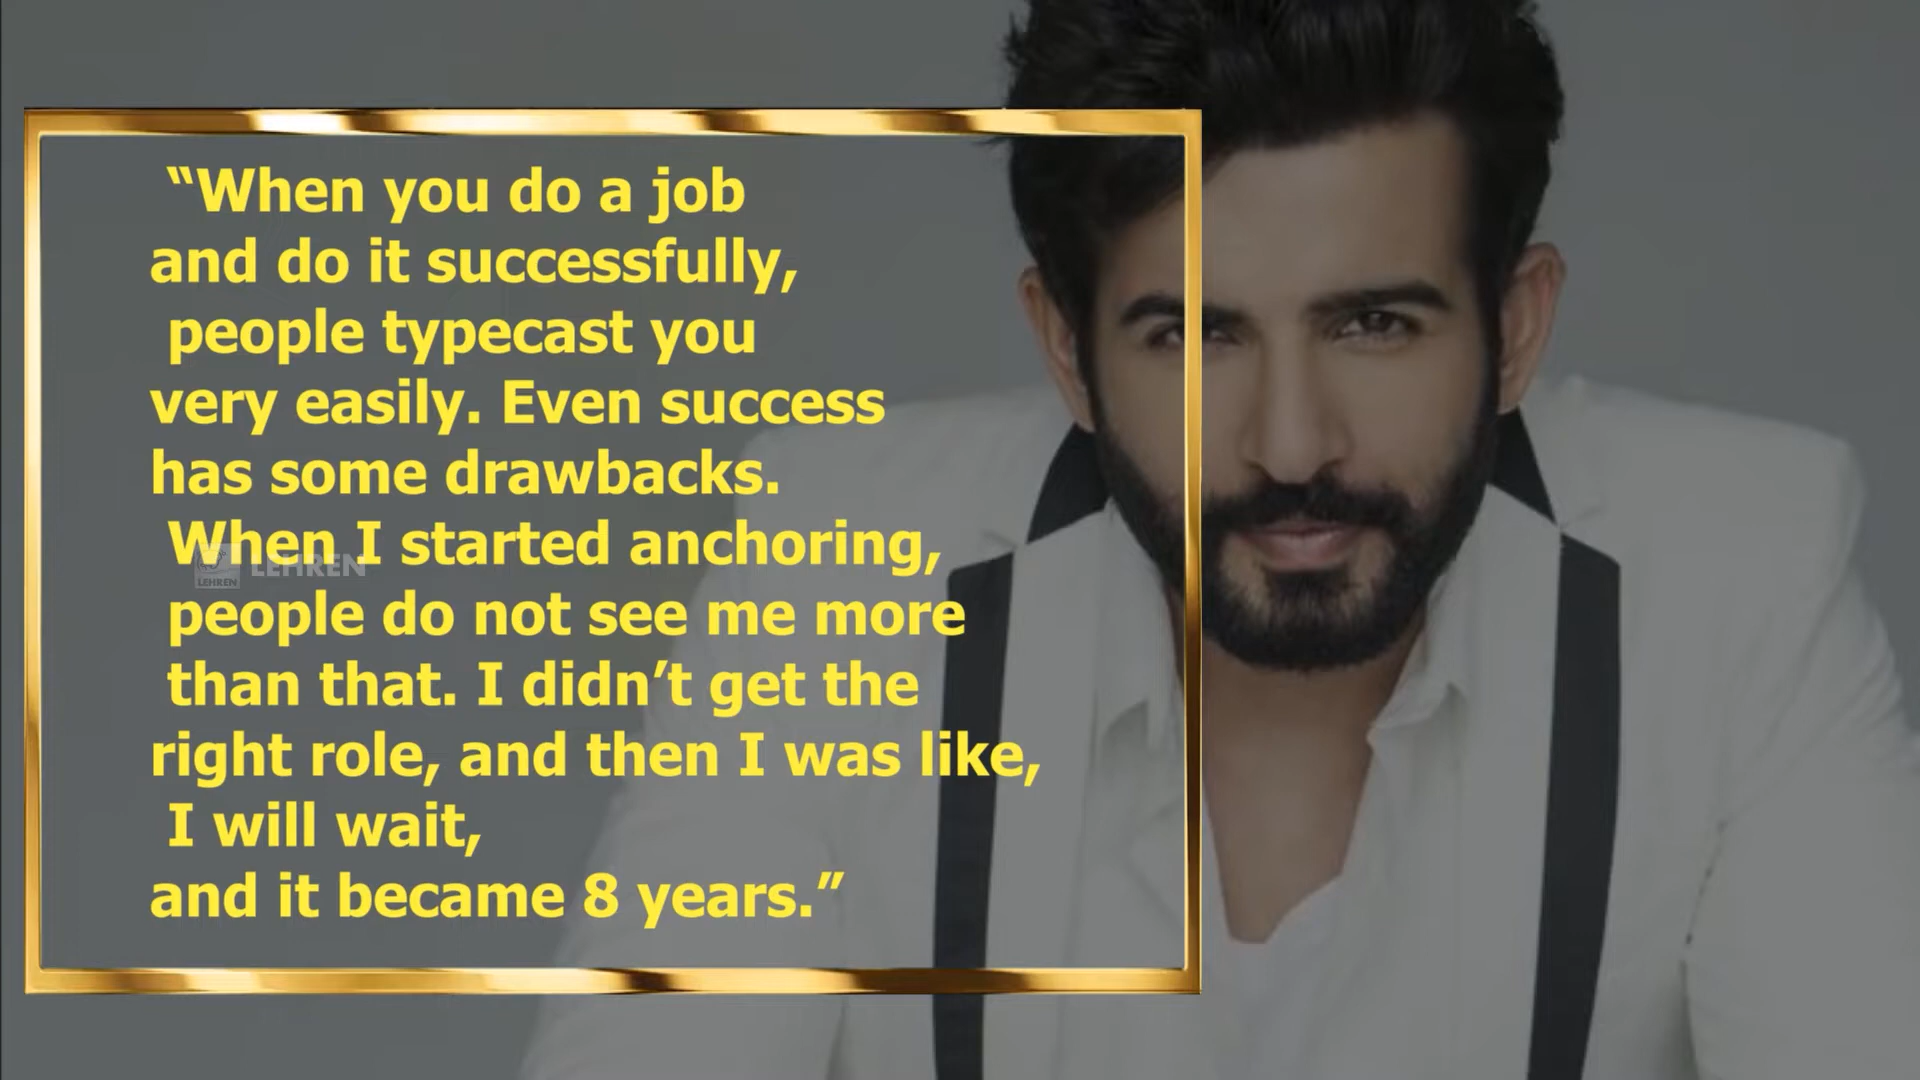 “When you do a job
and do it successfully,
people typecast you
very easily. Even success
has some drawbacks.
When I started anchoring,
people do not see me more
than that. I didn’t get the
right role, and then I was like,
I will wait,
and it became 8 years.”
LEHREN
LEHREN